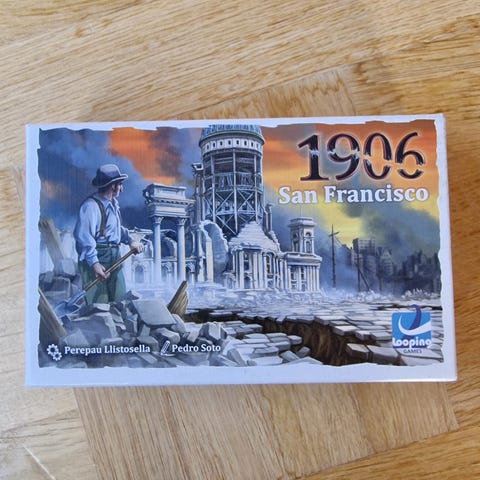 1906
San Francisco
Perepau Llistosella Pedro Soto
Looping
GAMES